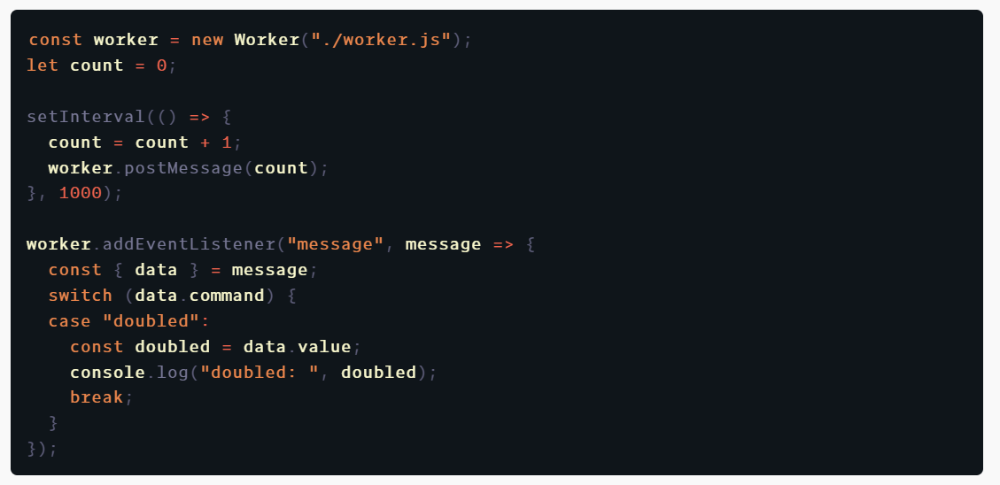 const worker = new Worker("./worker.js");
let count = 0;

setInterval(() => {
  count = count + 1;
  worker.postMessage(count);
}, 1000);

worker.addEventListener("message", message => {
  const { data } = message;
  switch (data.command) {
  case "doubled":
    const doubled = data.value;
    console.log("doubled: ", doubled);
    break;
  }
});